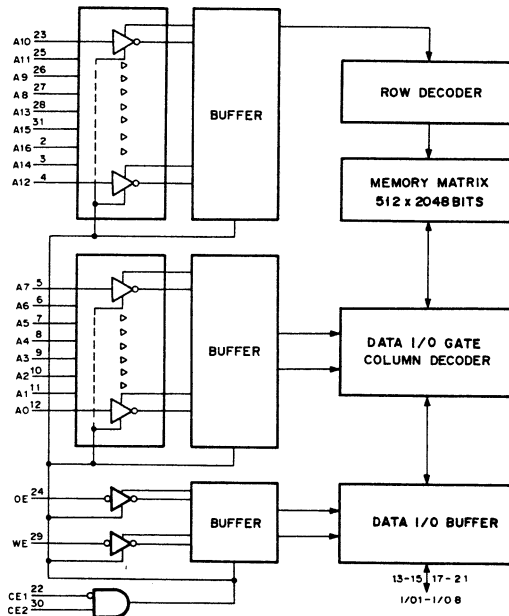 A10 23
A11 25
A9 26
A8 27
A13 28
A15 31
A16 2
A14 3
A12 4
BUFFER
ROW DECODER
MEMORY MATRIX
512 x 2048 BITS
A7 5
A6 6
A5 7
A4 8
A3 9
A2 10
A1 11
A0 12
BUFFER
DATA I/O GATE
COLUMN DECODER
OE 24
WE 29
BUFFER
DATA I/O BUFFER
CE1 22
CE2 30
13-15 17-21
I/01-I/08